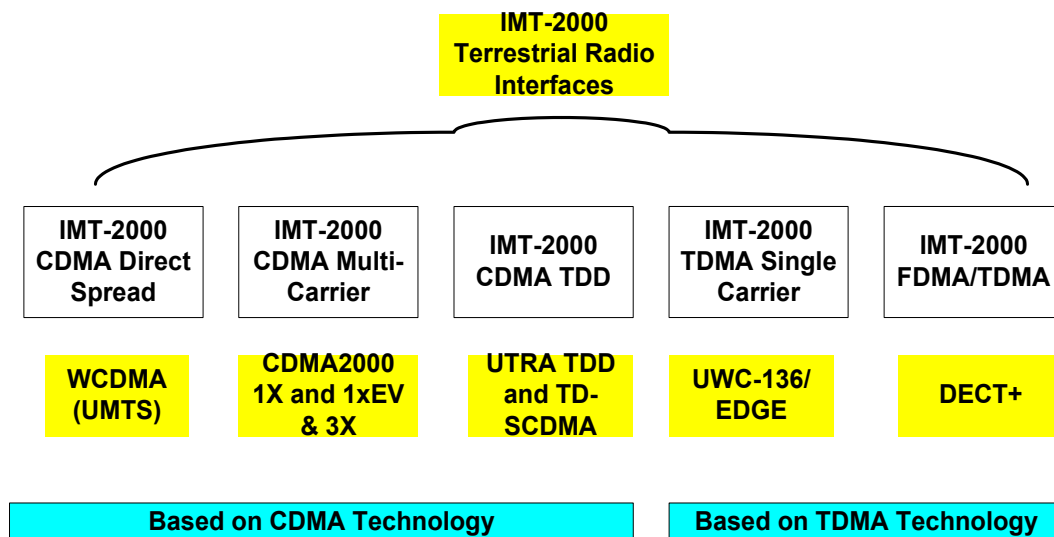 IMT-2000
Terrestrial Radio
Interfaces
IMT-2000
CDMA Direct
Spread
IMT-2000
CDMA Multi-
Carrier
IMT-2000
CDMA TDD
IMT-2000
TDMA Single
Carrier
IMT-2000
FDMA/TDMA
WCDMA
(UMTS)
CDMA2000
1X and 1xEV
& 3X
UTRA TDD
and TD-
SCDMA
UWC-136/
EDGE
DECT+
Based on CDMA Technology
Based on TDMA Technology